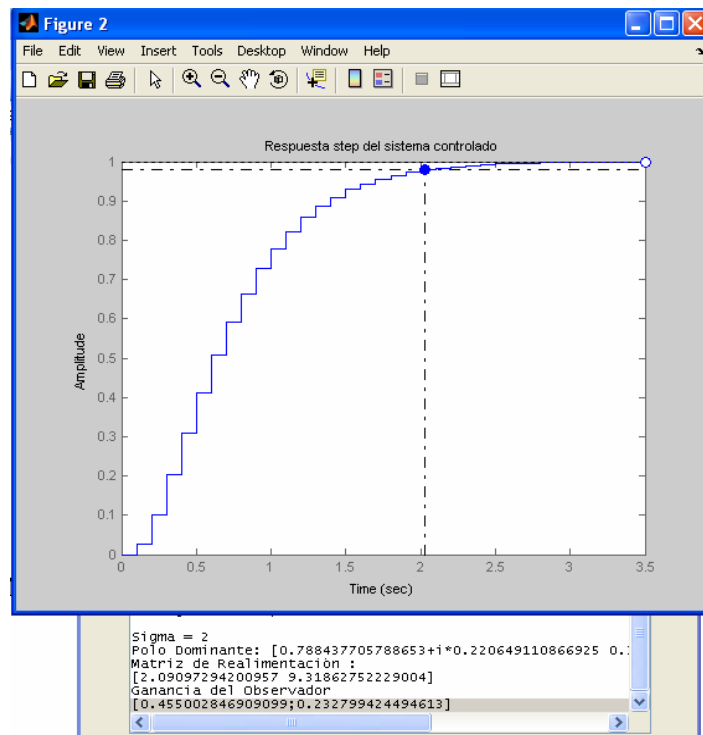 Figure 2
File Edit View Insert Tools Desktop Window Help
Respuesta step del sistema controlado
1
0.9
0.8
0.7
0.6
0.5
0.4
0.3
0.2
0.1
0
Amplitude
0 0.5 1 1.5 2 2.5 3 3.5
Time (sec)
Sigma = 2
Polo Dominante: [0.788437705788653+i*0.220649110866925
Matriz de Realimentación :
[2.09097294200957 9.31862752229004]
Ganancia del Observador
[0.455002846909099;0.232799424494613]